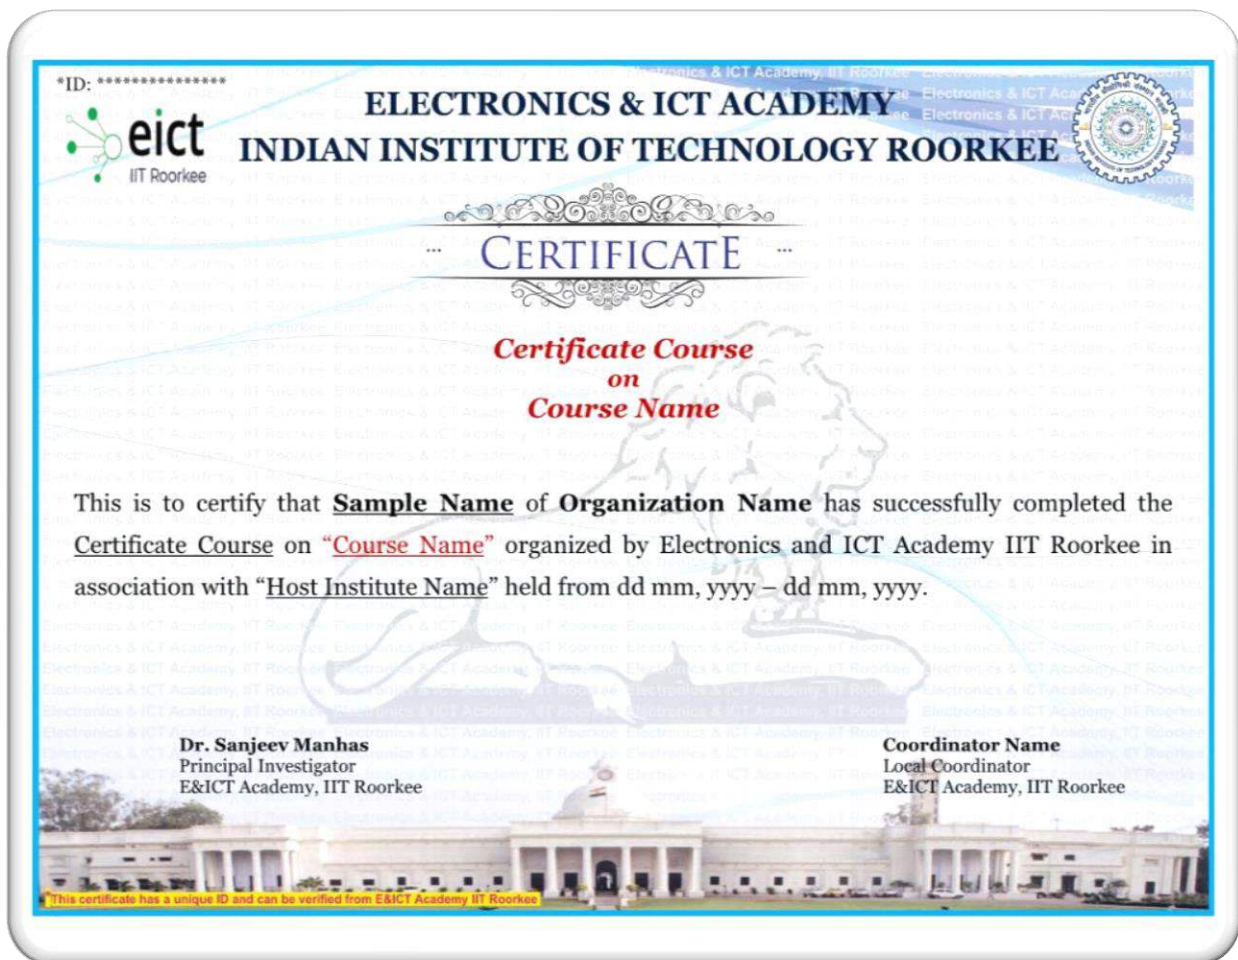 *ID: ***************
eict
IIT Roorkee
ELECTRONICS & ICT ACADEMY
INDIAN INSTITUTE OF TECHNOLOGY ROORKEE
... CERTIFICATE ...
Certificate Course
on
Course Name
This is to certify that Sample Name of Organization Name has successfully completed the
Certificate Course on “Course Name” organized by Electronics and ICT Academy IIT Roorkee in
association with “Host Institute Name” held from dd mm, yyyy – dd mm, yyyy.
Dr. Sanjeev Manhas
Principal Investigator
E&ICT Academy, IIT Roorkee
Coordinator Name
Local Coordinator
E&ICT Academy, IIT Roorkee
*This certificate has a unique ID and can be verified from E&ICT Academy IIT Roorkee